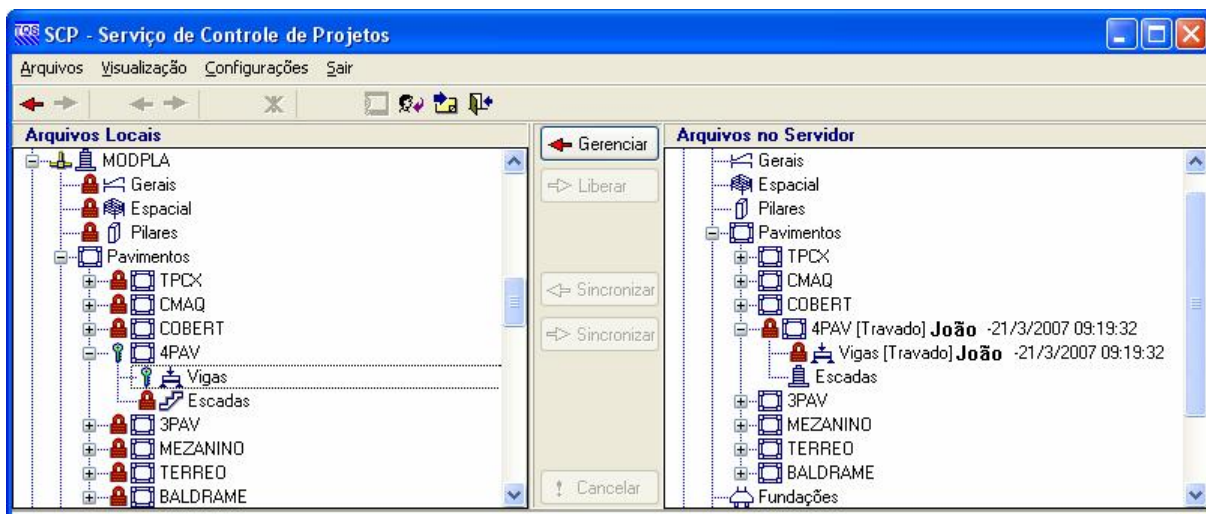 TQS SCP - Serviço de Controle de Projetos
Arquivos Visualização Configurações Sair
Arquivos Locais
MODPLA
Gerais
Espacial
Pilares
Pavimentos
TPCX
CMAQ
COBERT
4PAV
Vigas
Escadas
3PAV
MEZANINO
TERREO
BALDRAME
Gerenciar
Liberar
Sincronizar
Sincronizar
! Cancelar
Arquivos no Servidor
Gerais
Espacial
Pilares
Pavimentos
TPCX
CMAQ
COBERT
4PAV [Travado] João -21/3/2007 09:19:32
Vigas [Travado] João -21/3/2007 09:19:32
Escadas
3PAV
MEZANINO
TERREO
BALDRAME
Fundações